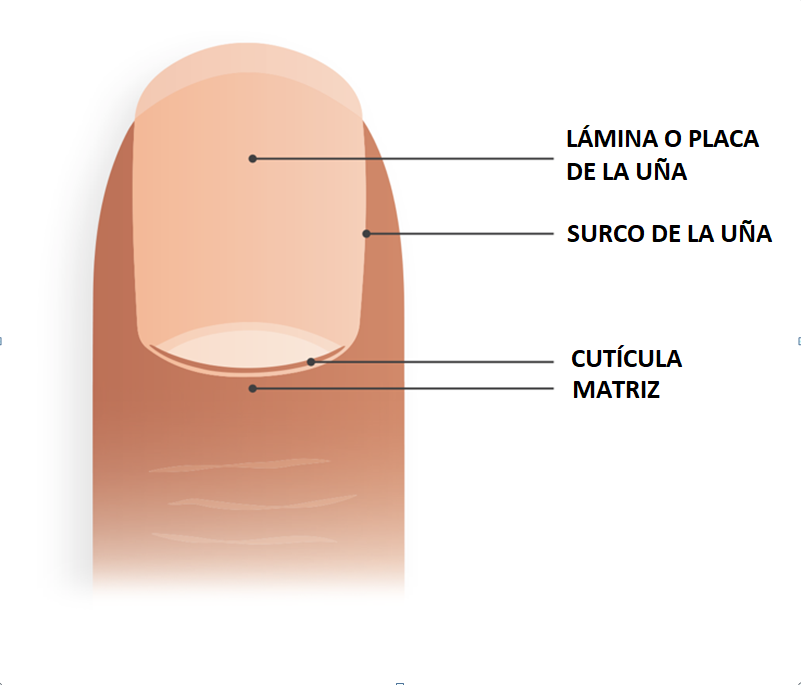 LÁMINA O PLACA
DE LA UÑA
SURCO DE LA UÑA
CUTÍCULA
MATRIZ